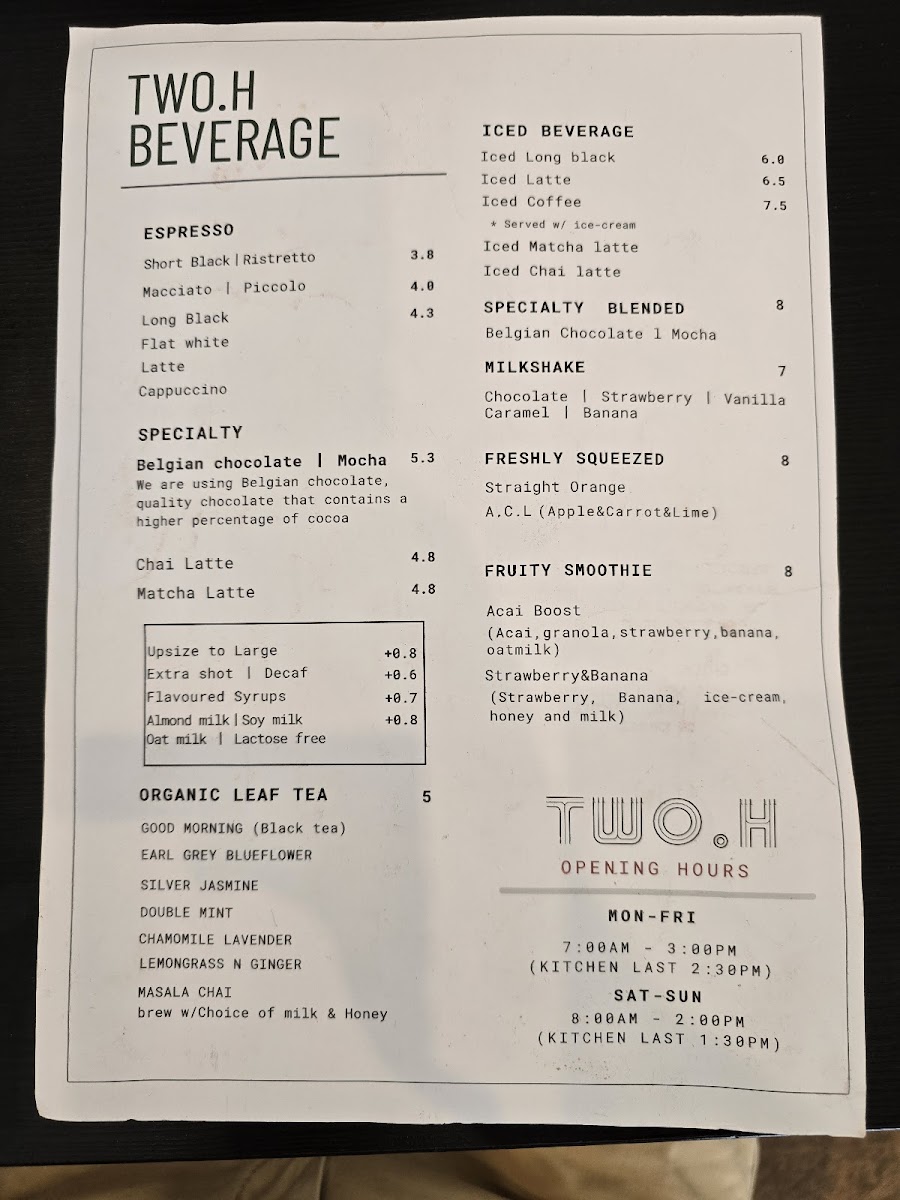 TWO.H
BEVERAGE
ESPRESSO
Short Black | Ristretto 3.8
Macciato | Piccolo 4.0
Long Black 4.3
Flat white
Latte
Cappuccino
SPECIALTY
Belgian chocolate | Mocha 5.3
We are using Belgian chocolate,
quality chocolate that contains a
higher percentage of cocoa
Chai Latte 4.8
Matcha Latte 4.8
Upsize to Large +0.8
Extra shot | Decaf +0.6
Flavoured Syrups +0.7
Almond milk | Soy milk +0.8
Oat milk | Lactose free
ORGANIC LEAF TEA 5
GOOD MORNING (Black tea)
EARL GREY BLUEFLOWER
SILVER JASMINE
DOUBLE MINT
CHAMOMILE LAVENDER
LEMONGRASS N GINGER
MASALA CHAI
brew w/Choice of milk & Honey
ICED BEVERAGE
Iced Long black 6.0
Iced Latte 6.5
Iced Coffee 7.5
* Served w/ ice-cream
Iced Matcha latte
Iced Chai latte
SPECIALTY BLENDED 8
Belgian Chocolate l Mocha
MILKSHAKE 7
Chocolate | Strawberry | Vanilla
Caramel | Banana
FRESHLY SQUEEZED 8
Straight Orange
A.C.L (Apple&Carrot&Lime)
FRUITY SMOOTHIE 8
Acai Boost
(Acai,granola,strawberry,banana,
oatmilk)
Strawberry&Banana
(Strawberry, Banana, ice-cream,
honey and milk)
TWO.H
OPENING HOURS
MON-FRI
7:00AM - 3:00PM
(KITCHEN LAST 2:30PM)
SAT-SUN
8:00AM - 2:00PM
(KITCHEN LAST 1:30PM)